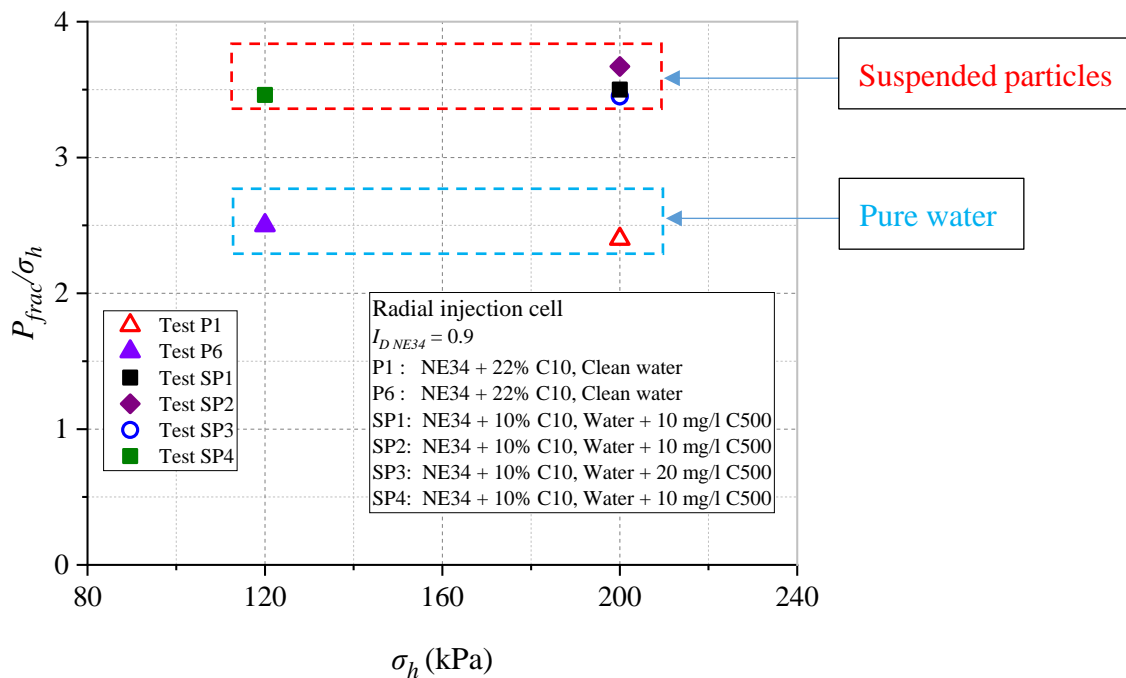 4
3
2
1
0
P_frac/σ_h
Suspended particles
Pure water
Test P1
Test P6
Test SP1
Test SP2
Test SP3
Test SP4
Radial injection cell
I_D NE34 = 0.9
P1 : NE34 + 22% C10, Clean water
P6 : NE34 + 22% C10, Clean water
SP1: NE34 + 10% C10, Water + 10 mg/l C500
SP2: NE34 + 10% C10, Water + 10 mg/l C500
SP3: NE34 + 10% C10, Water + 20 mg/l C500
SP4: NE34 + 10% C10, Water + 10 mg/l C500
80 120 160 200 240
σ_h (kPa)